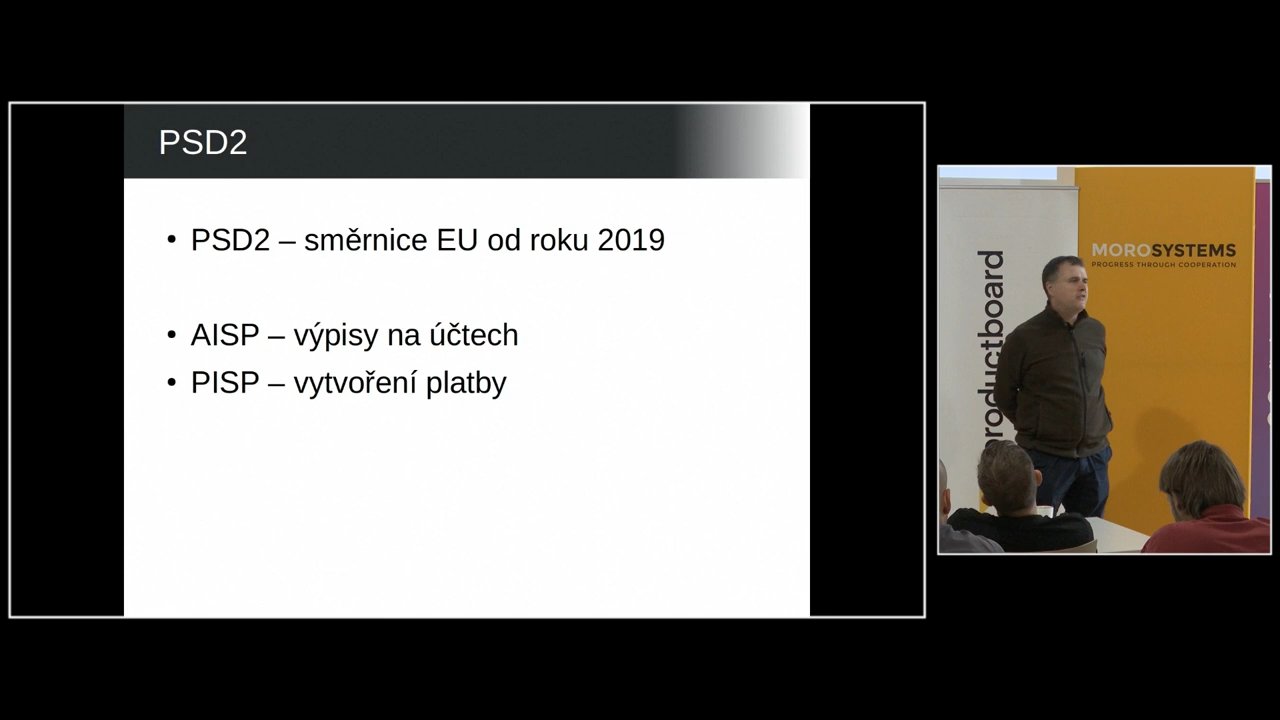 PSD2
• PSD2 – směrnice EU od roku 2019
• AISP – výpisy na účtech
• PISP – vytvoření platby
MOROSYSTEMS
PROGRESS THROUGH COOPERATION
roductboard